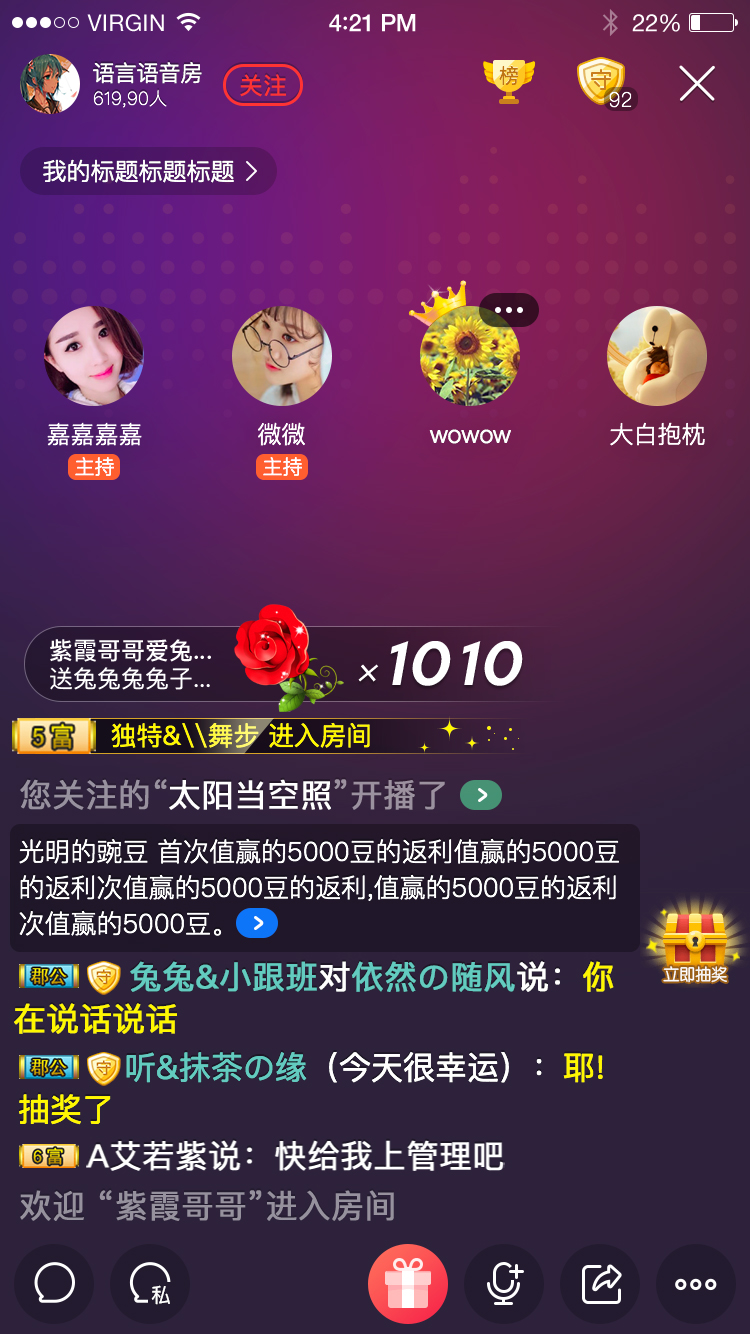 VIRGIN 4:21 PM 22%
语言语音房
619,90人
关注
榜
守
92
我的标题标题标题
嘉嘉嘉嘉 微微 wowow 大白抱枕
主持 主持
紫霞哥哥爱兔...
送兔兔兔兔子...
×1010
5富 独特&\\舞步 进入房间
您关注的“太阳当空照”开播了
光明的豌豆 首次值赢的5000豆的返利值赢的5000豆
的返利次值赢的5000豆的返利,值赢的5000豆的返利
次值赢的5000豆。
立即抽奖
郡公 守 兔兔&小跟班对依然の随风说：你
在说话说话
郡公 守 听&抹茶の缘（今天很幸运）：耶!
抽奖了
6富 A艾若紫说：快给我上管理吧
欢迎 “紫霞哥哥”进入房间
私